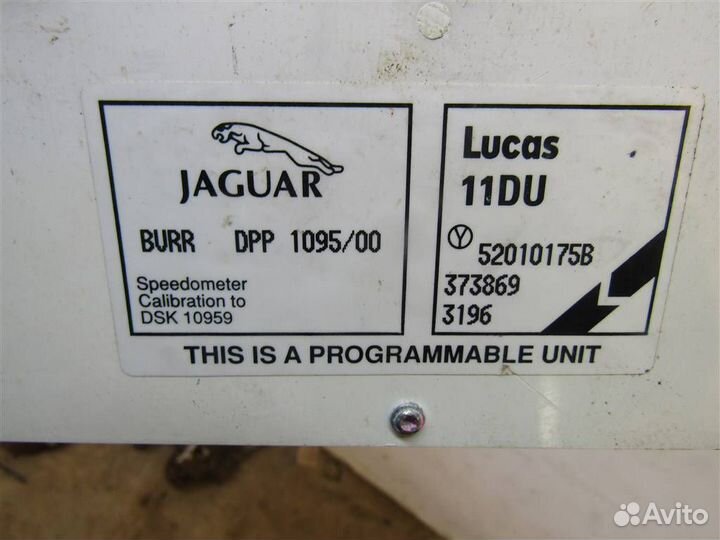 JAGUAR
BURR DPP 1095/00
Speedometer
Calibration to
DSK 10959
Lucas
11DU
Y 52010175B
373869
3196
THIS IS A PROGRAMMABLE UNIT
Avito